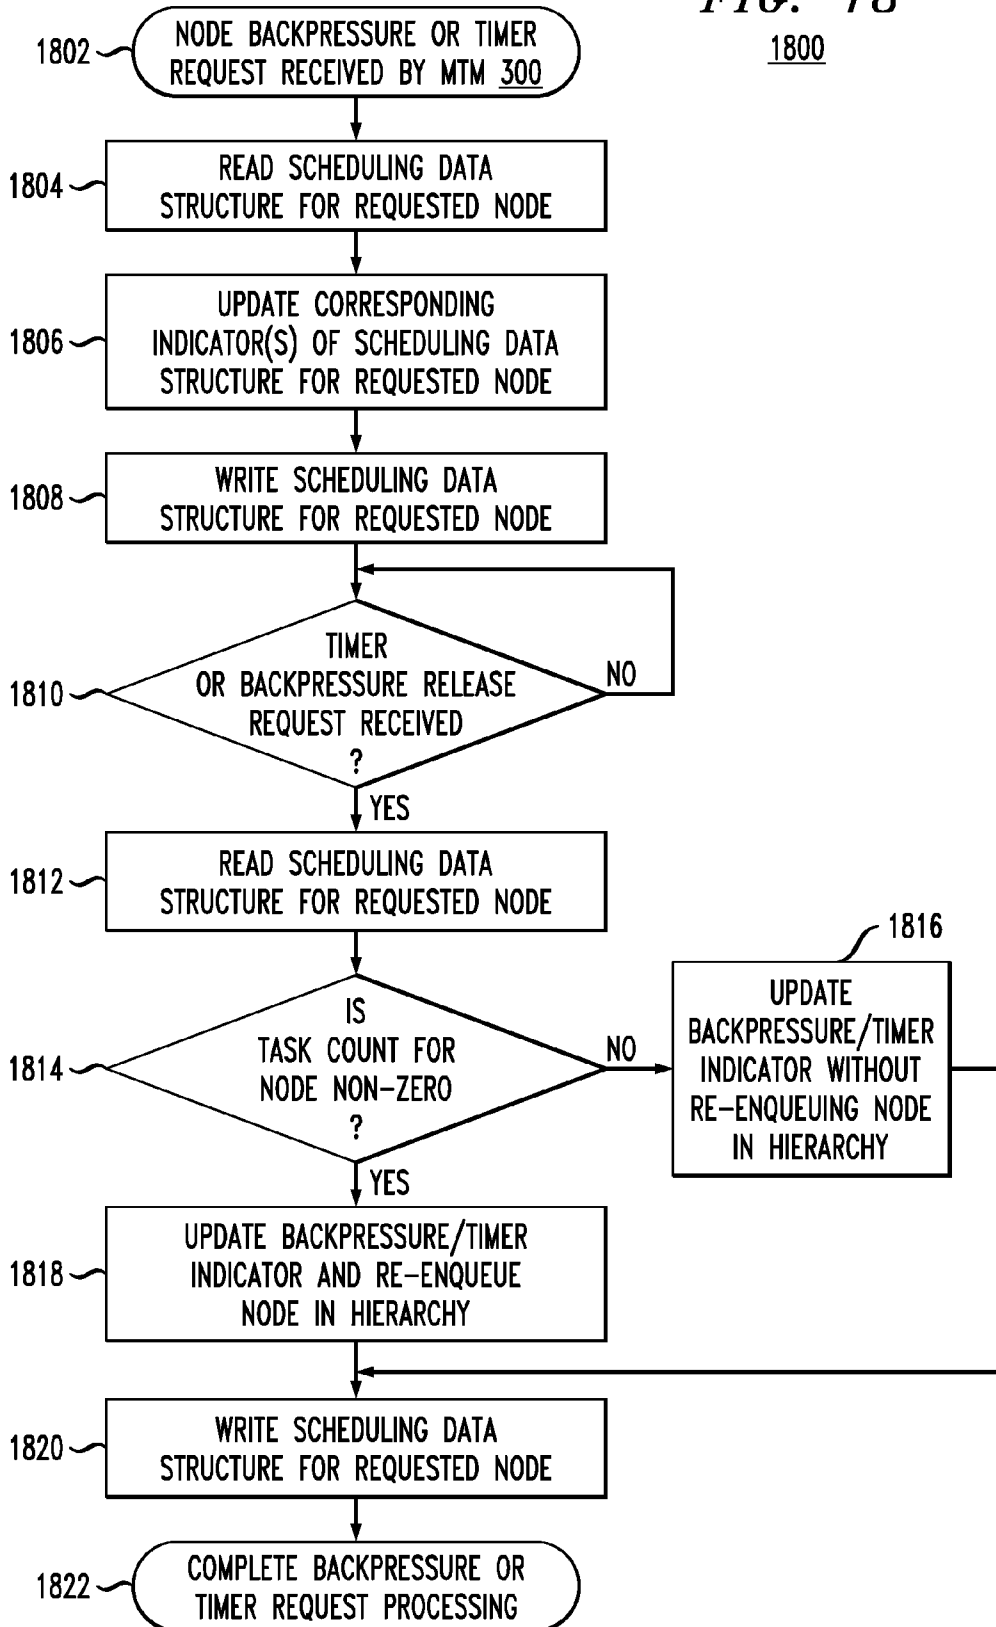 FIG. 18
1800
1802
NODE BACKPRESSURE OR TIMER
REQUEST RECEIVED BY MTM 300
1804
READ SCHEDULING DATA
STRUCTURE FOR REQUESTED NODE
1806
UPDATE CORRESPONDING
INDICATOR(S) OF SCHEDULING DATA
STRUCTURE FOR REQUESTED NODE
1808
WRITE SCHEDULING DATA
STRUCTURE FOR REQUESTED NODE
1810
TIMER
OR BACKPRESSURE RELEASE
REQUEST RECEIVED
?
NO
YES
1812
READ SCHEDULING DATA
STRUCTURE FOR REQUESTED NODE
1814
IS
TASK COUNT FOR
NODE NON-ZERO
?
NO
1816
UPDATE
BACKPRESSURE/TIMER
INDICATOR WITHOUT
RE-ENQUEUING NODE
IN HIERARCHY
YES
1818
UPDATE BACKPRESSURE/TIMER
INDICATOR AND RE-ENQUEUE
NODE IN HIERARCHY
1820
WRITE SCHEDULING DATA
STRUCTURE FOR REQUESTED NODE
1822
COMPLETE BACKPRESSURE OR
TIMER REQUEST PROCESSING